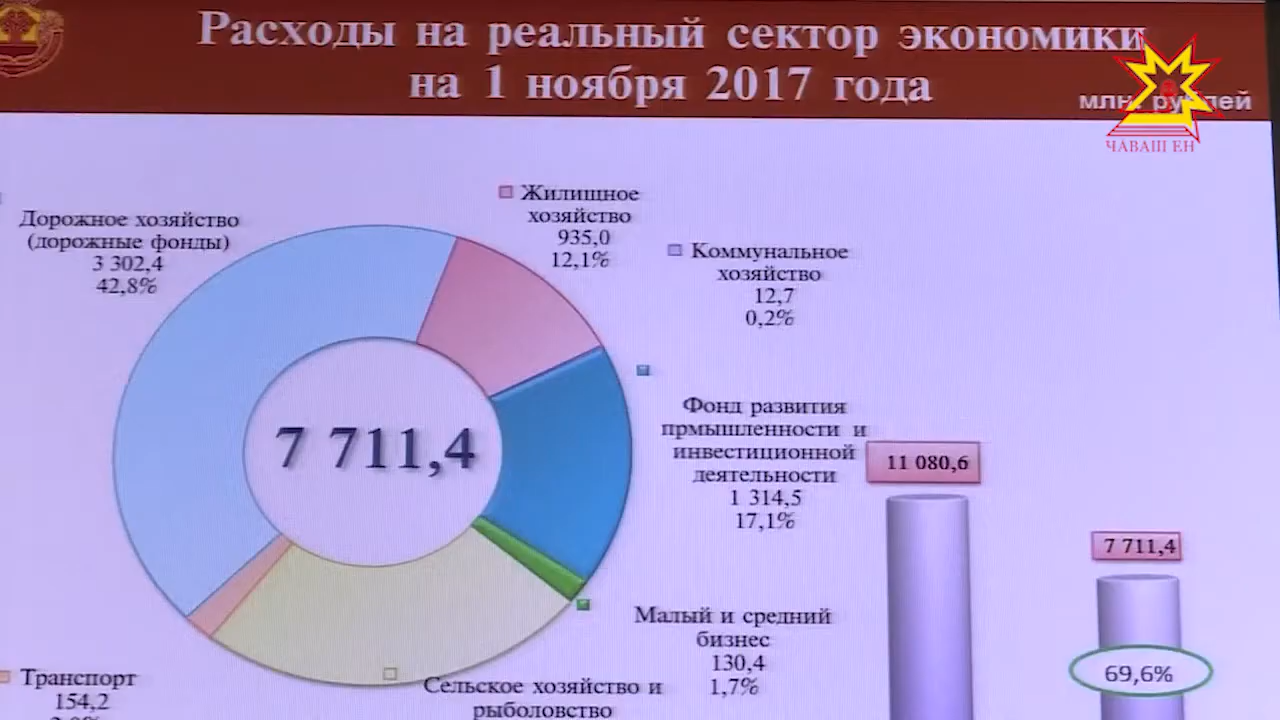 Расходы на реальный сектор экономики
на 1 ноября 2017 года
млн. рублей
ЧӐВАШ ЕН
Дорожное хозяйство
(дорожные фонды)
3 302,4
42,8%
Жилищное
хозяйство
935,0
12,1%
Коммунальное
хозяйство
12,7
0,2%
Фонд развития
прмышленности и
инвестиционной
деятельности
1 314,5
17,1%
7 711,4
11 080,6
7 711,4
69,6%
Малый и средний
бизнес
130,4
1,7%
Сельское хозяйство и
рыболовство
Транспорт
154,2